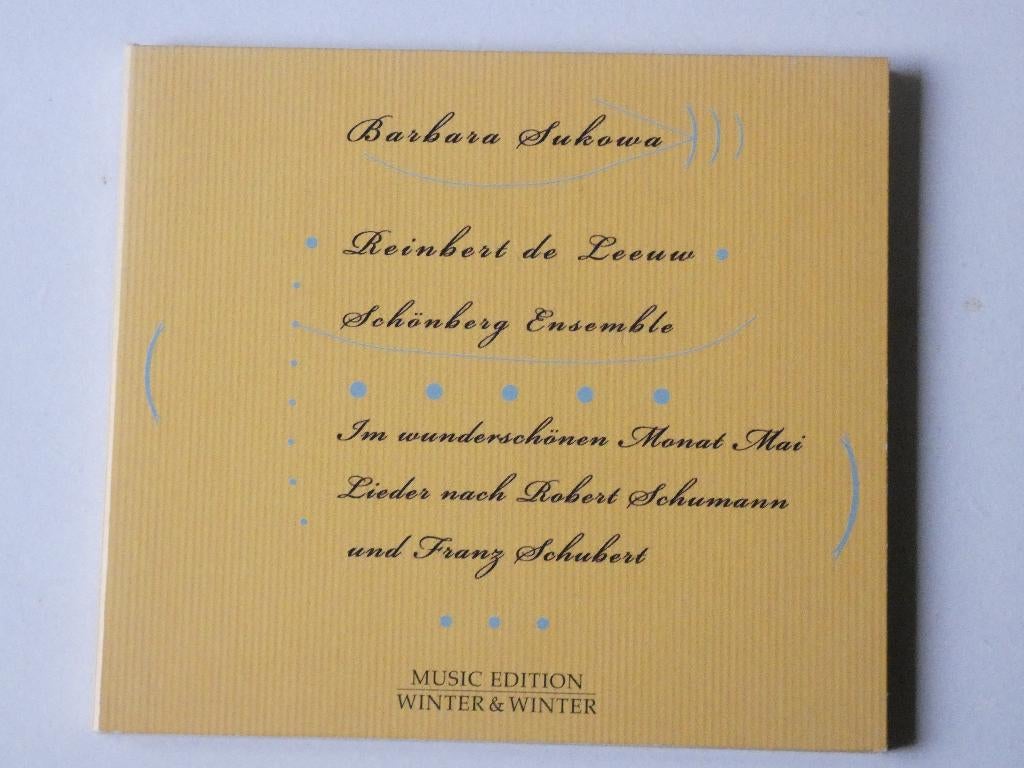 Barbara Sukowa
Reinbert de Leeuw
Schönberg Ensemble
Im wunderschönen Monat Mai
Lieder nach Robert Schumann
und Franz Schubert
MUSIC EDITION
WINTER & WINTER